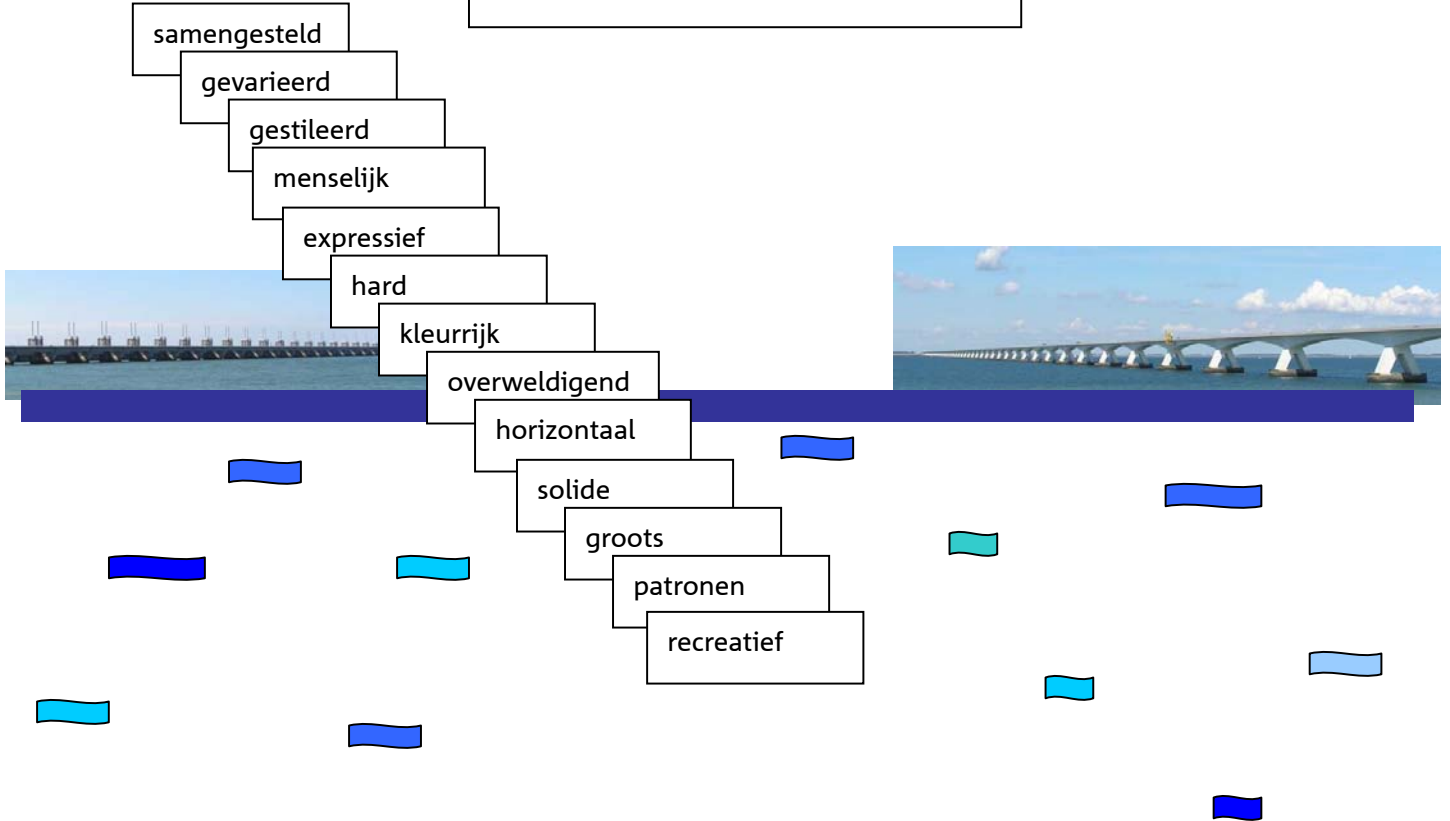 samengesteld
gevarieerd
gestileerd
menselijk
expressief
hard
kleurrijk
overweldigend
horizontaal
solide
groots
patronen
recreatief